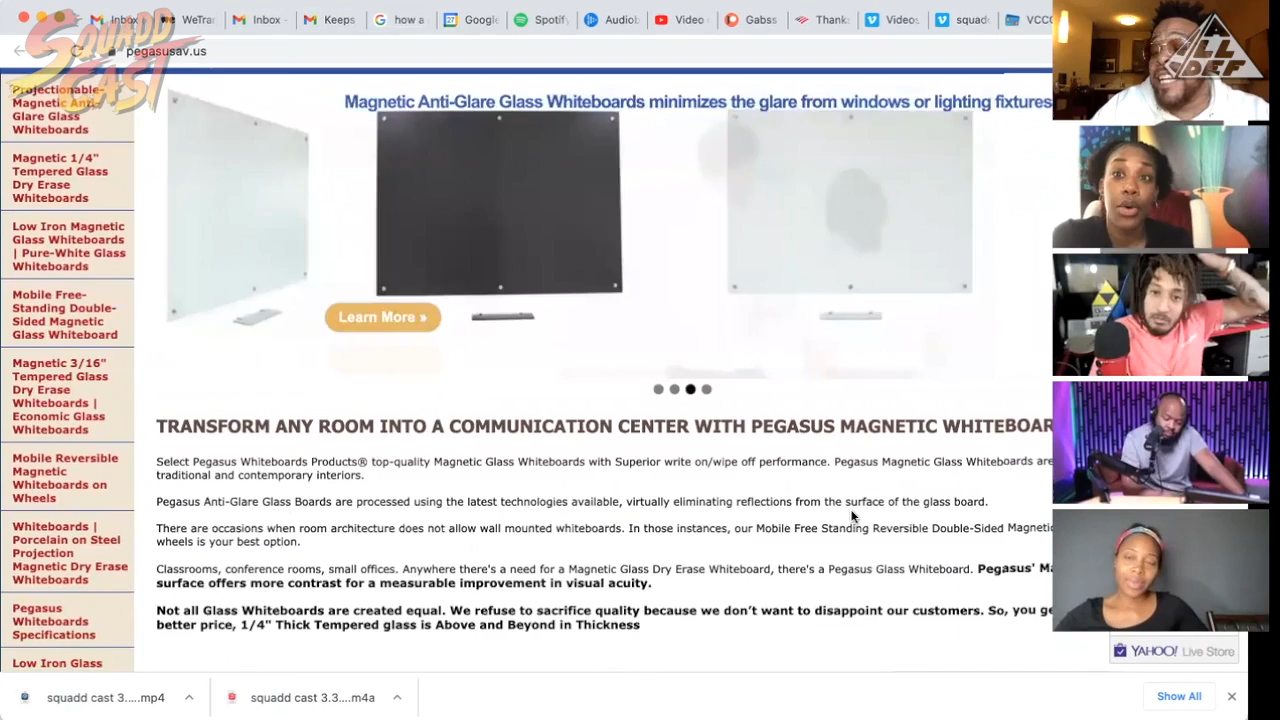 Inbox
WeTran
Inbox -
Keeps
how a
Google
Spotify
Audiob
Video
Gabss
Thank
Videos
squad
VCCO
SQUADD
CAST
pegasusav.us
ALL
DEF
Projectionable-
Magnetic Anti-
Glare Glass
Whiteboards
Magnetic 1/4"
Tempered Glass
Dry Erase
Whiteboards
Low Iron Magnetic
Glass Whiteboards
| Pure-White Glass
Whiteboards
Mobile Free-
Standing Double-
Sided Magnetic
Glass Whiteboard
Magnetic 3/16"
Tempered Glass
Dry Erase
Whiteboards |
Economic Glass
Whiteboards
Mobile Reversible
Magnetic
Whiteboards on
Wheels
Whiteboards |
Porcelain on Steel
Projection
Magnetic Dry Erase
Whiteboards
Pegasus
Whiteboards
Specifications
Low Iron Glass
Magnetic Anti-Glare Glass Whiteboards minimizes the glare from windows or lighting fixtures
Learn More »
TRANSFORM ANY ROOM INTO A COMMUNICATION CENTER WITH PEGASUS MAGNETIC WHITEBOAR
Select Pegasus Whiteboards Products® top-quality Magnetic Glass Whiteboards with Superior write on/wipe off performance. Pegasus Magnetic Glass Whiteboards are
traditional and contemporary interiors.
Pegasus Anti-Glare Glass Boards are processed using the latest technologies available, virtually eliminating reflections from the surface of the glass board.
There are occasions when room architecture does not allow wall mounted whiteboards. In those instances, our Mobile Free Standing Reversible Double-Sided Magnetic
wheels is your best option.
Classrooms, conference rooms, small offices. Anywhere there's a need for a Magnetic Glass Dry Erase Whiteboard, there's a Pegasus Glass Whiteboard. Pegasus' Ma
surface offers more contrast for a measurable improvement in visual acuity.
Not all Glass Whiteboards are created equal. We refuse to sacrifice quality because we don't want to disappoint our customers. So, you ge
better price, 1/4" Thick Tempered glass is Above and Beyond in Thickness
YAHOO! Live Store
squadd cast 3.....mp4
squadd cast 3.3....m4a
Show All